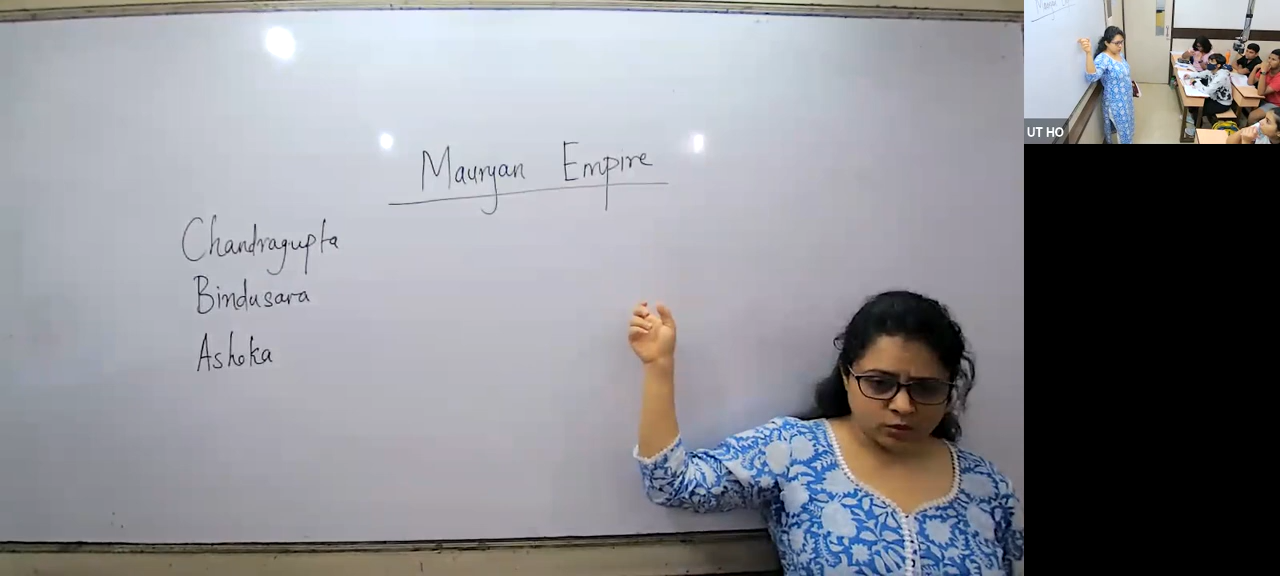 Mauryan Empire
Chandragupta
Bindusara
Ashoka
UT HO